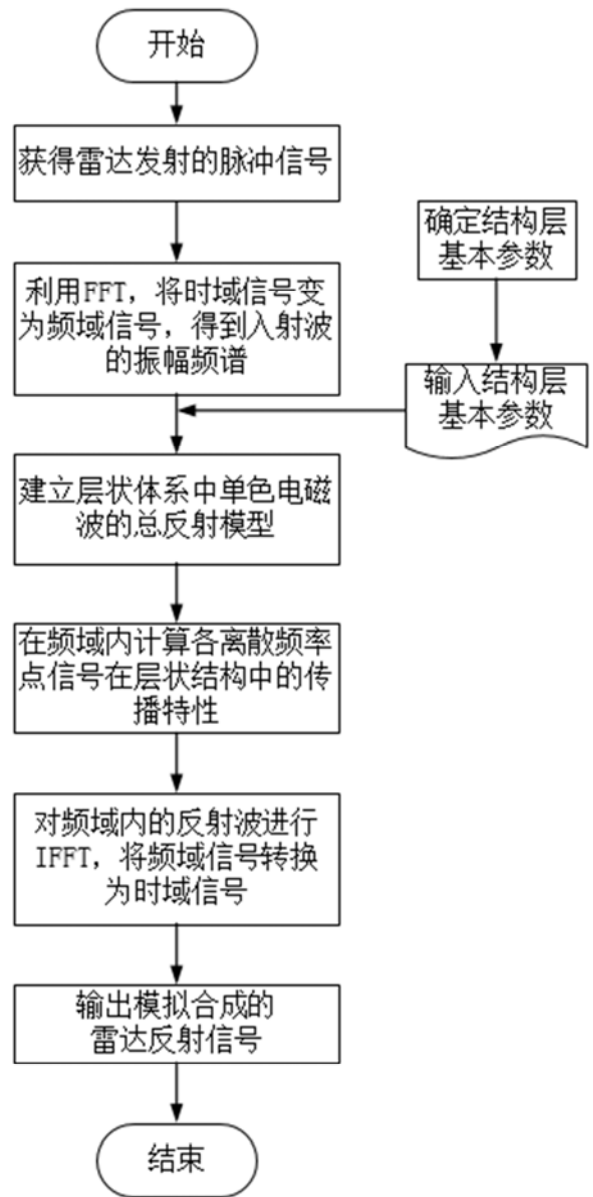 开始
获得雷达发射的脉冲信号
利用FFT，将时域信号变
为频域信号，得到入射波
的振幅频谱
确定结构层
基本参数
输入结构层
基本参数
建立层状体系中单色电磁
波的总反射模型
在频域内计算各离散频率
点信号在层状结构中的传
播特性
对频域内的反射波进行
IFFT，将频域信号转换
为时域信号
输出模拟合成的
雷达反射信号
结束